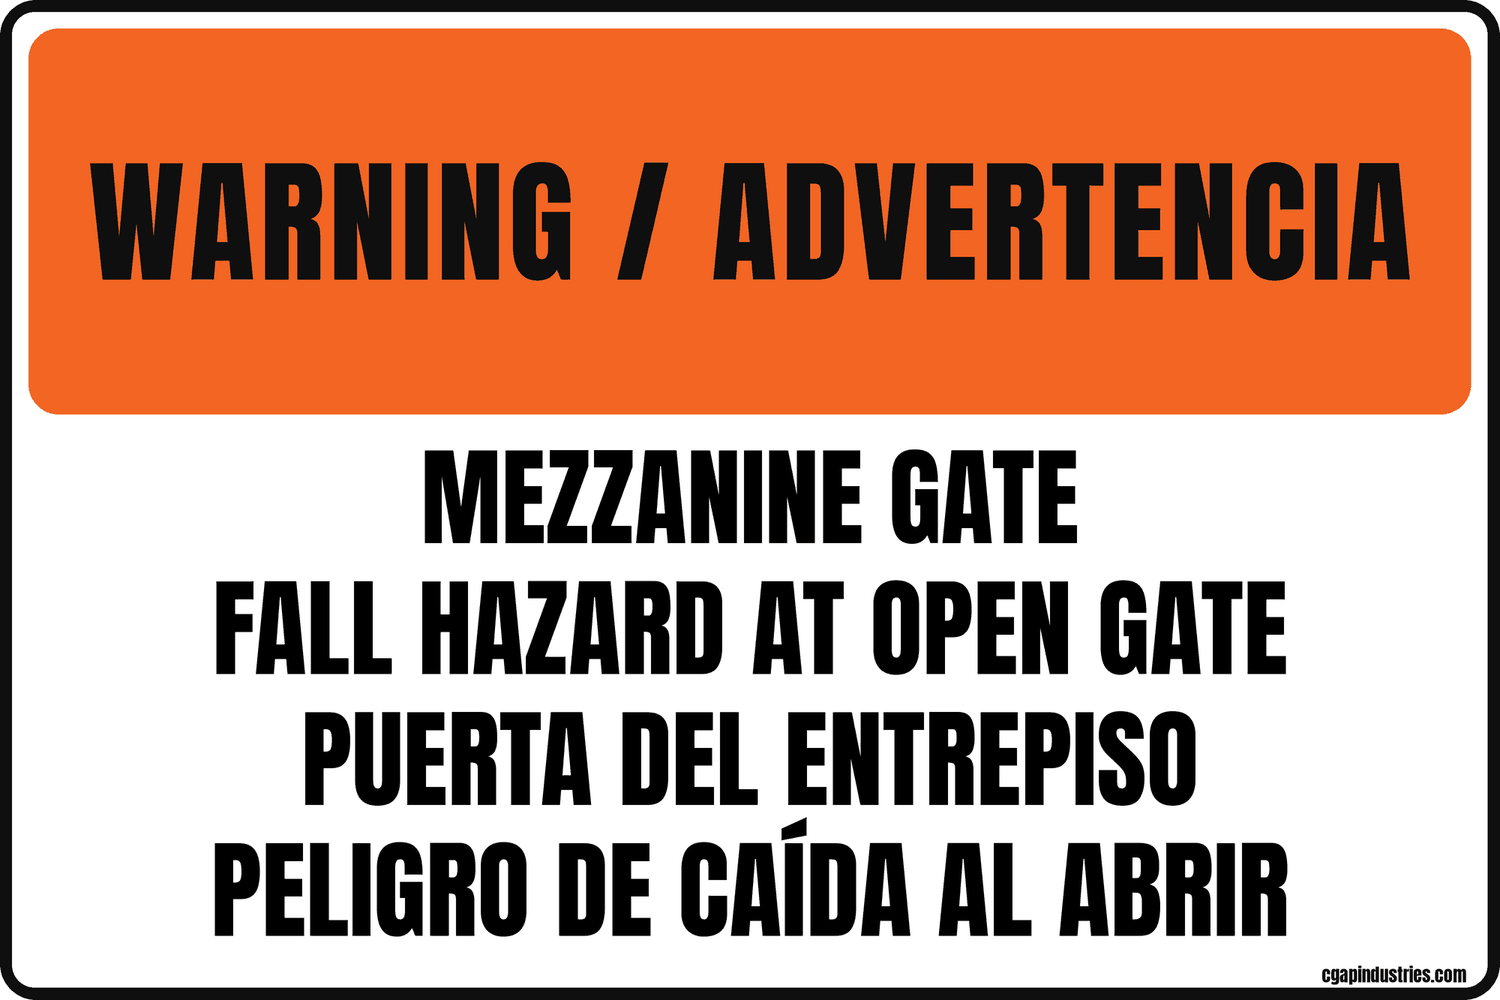 WARNING / ADVERTENCIA
MEZZANINE GATE
FALL HAZARD AT OPEN GATE
PUERTA DEL ENTREPISO
PELIGRO DE CAÍDA AL ABRIR
cgapindustries.com